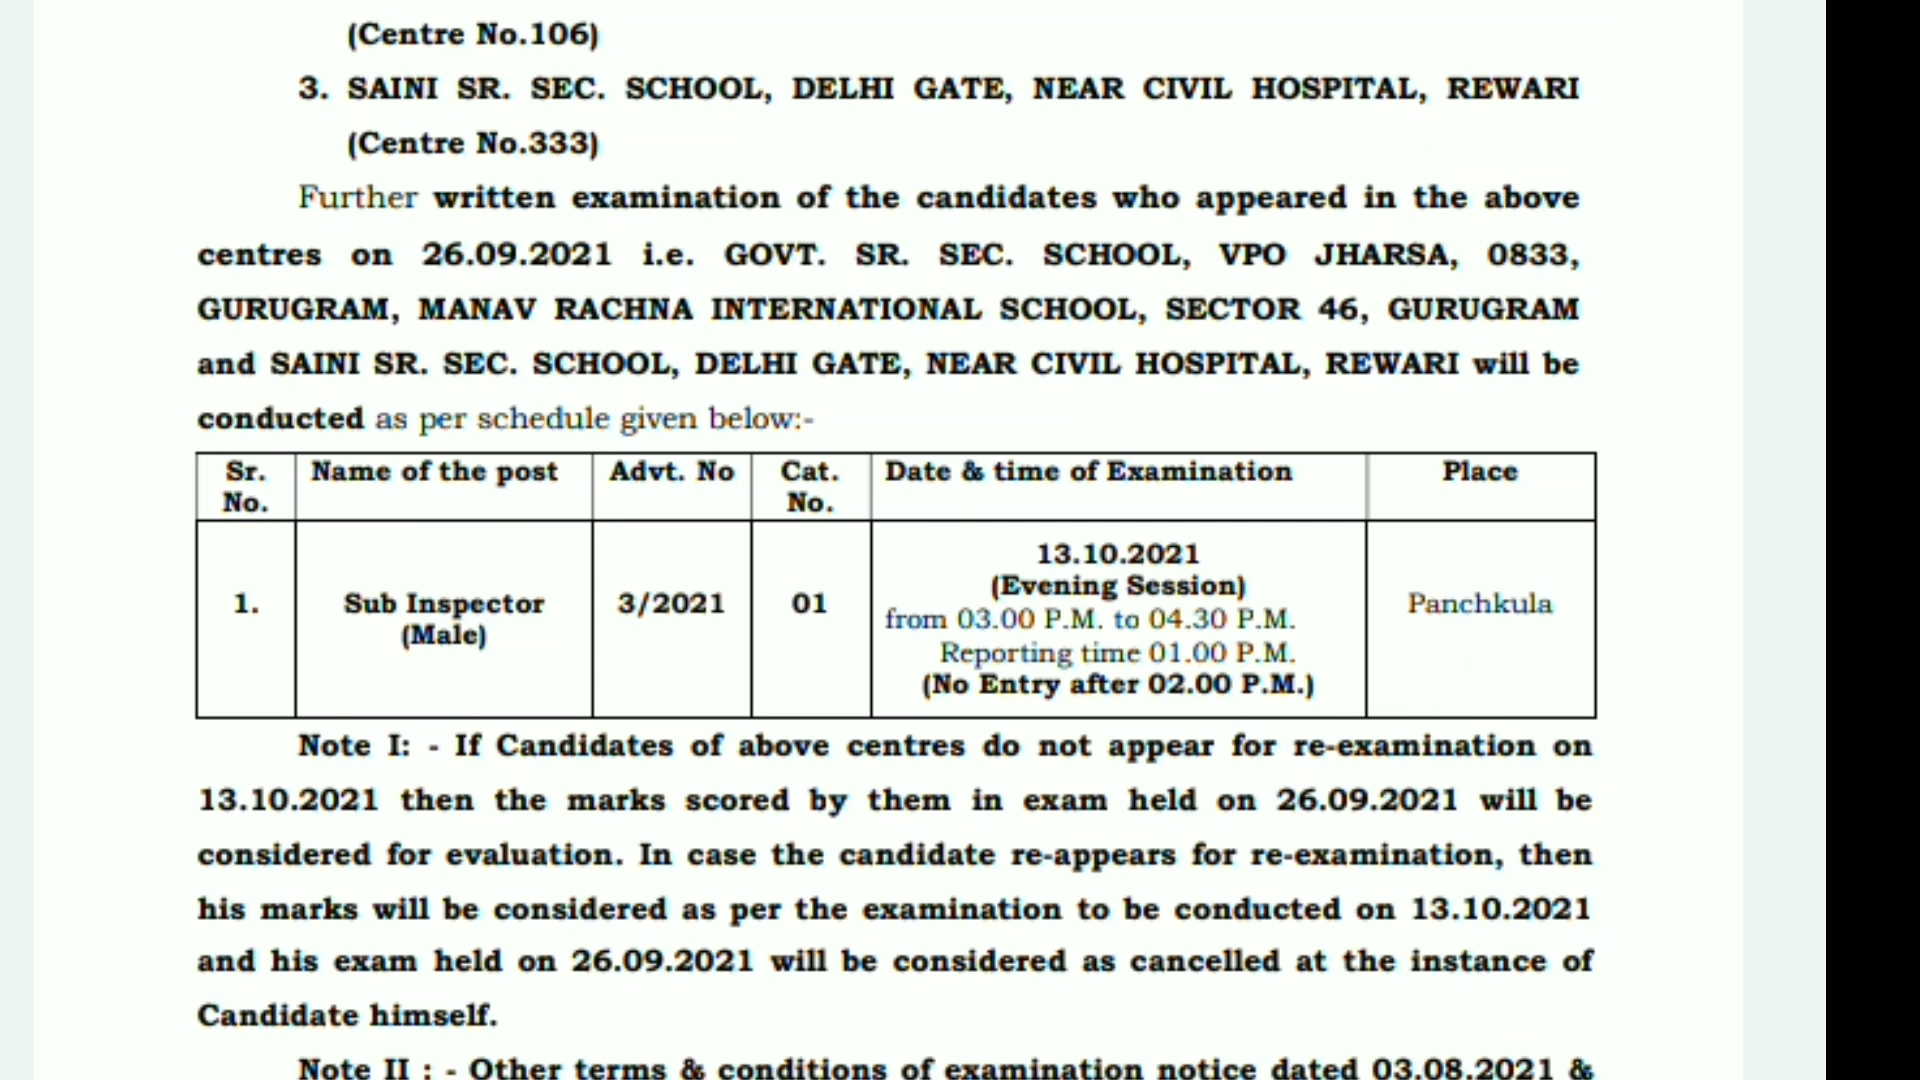 (Centre No.106)
3. SAINI SR. SEC. SCHOOL, DELHI GATE, NEAR CIVIL HOSPITAL, REWARI
(Centre No.333)
Further written examination of the candidates who appeared in the above
centres on 26.09.2021 i.e. GOVT. SR. SEC. SCHOOL, VPO JHARSA, 0833,
GURUGRAM, MANAV RACHNA INTERNATIONAL SCHOOL, SECTOR 46, GURUGRAM
and SAINI SR. SEC. SCHOOL, DELHI GATE, NEAR CIVIL HOSPITAL, REWARI will be
conducted as per schedule given below:-
Sr. No. Name of the post Advt. No Cat. No. Date & time of Examination Place
1. Sub Inspector (Male) 3/2021 01 13.10.2021
(Evening Session)
from 03.00 P.M. to 04.30 P.M.
Reporting time 01.00 P.M.
(No Entry after 02.00 P.M.)
Panchkula
Note I: - If Candidates of above centres do not appear for re-examination on
13.10.2021 then the marks scored by them in exam held on 26.09.2021 will be
considered for evaluation. In case the candidate re-appears for re-examination, then
his marks will be considered as per the examination to be conducted on 13.10.2021
and his exam held on 26.09.2021 will be considered as cancelled at the instance of
Candidate himself.
Note II : - Other terms & conditions of examination notice dated 03.08.2021 &